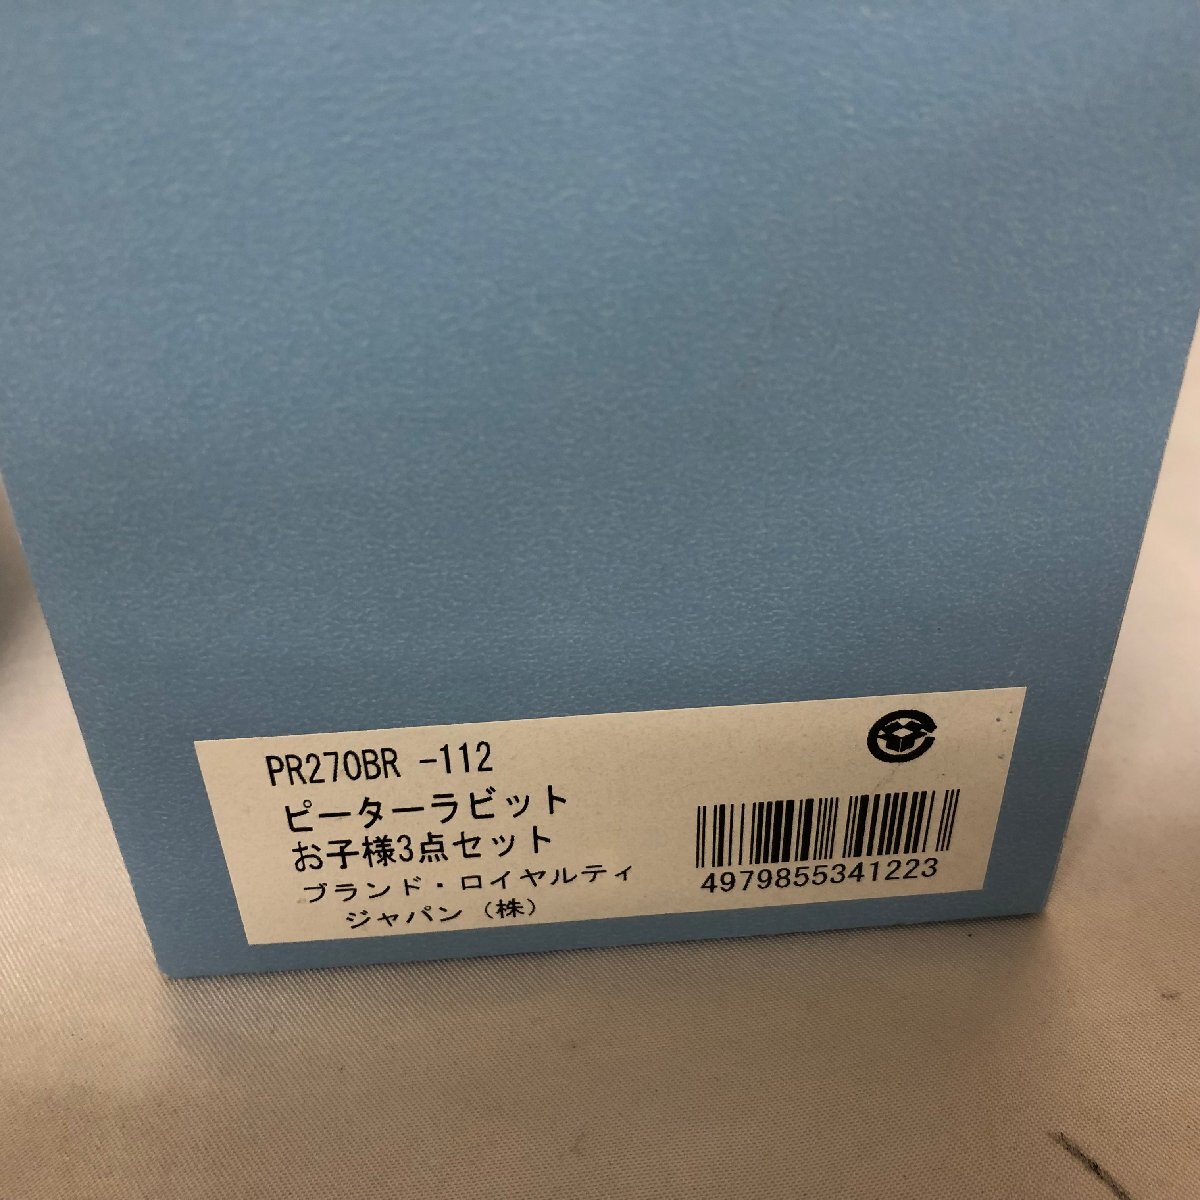 PR270BR -112
ピーターラビット
お子様3点セット
ブランド・ロイヤルティ
ジャパン（株）
4979855341223